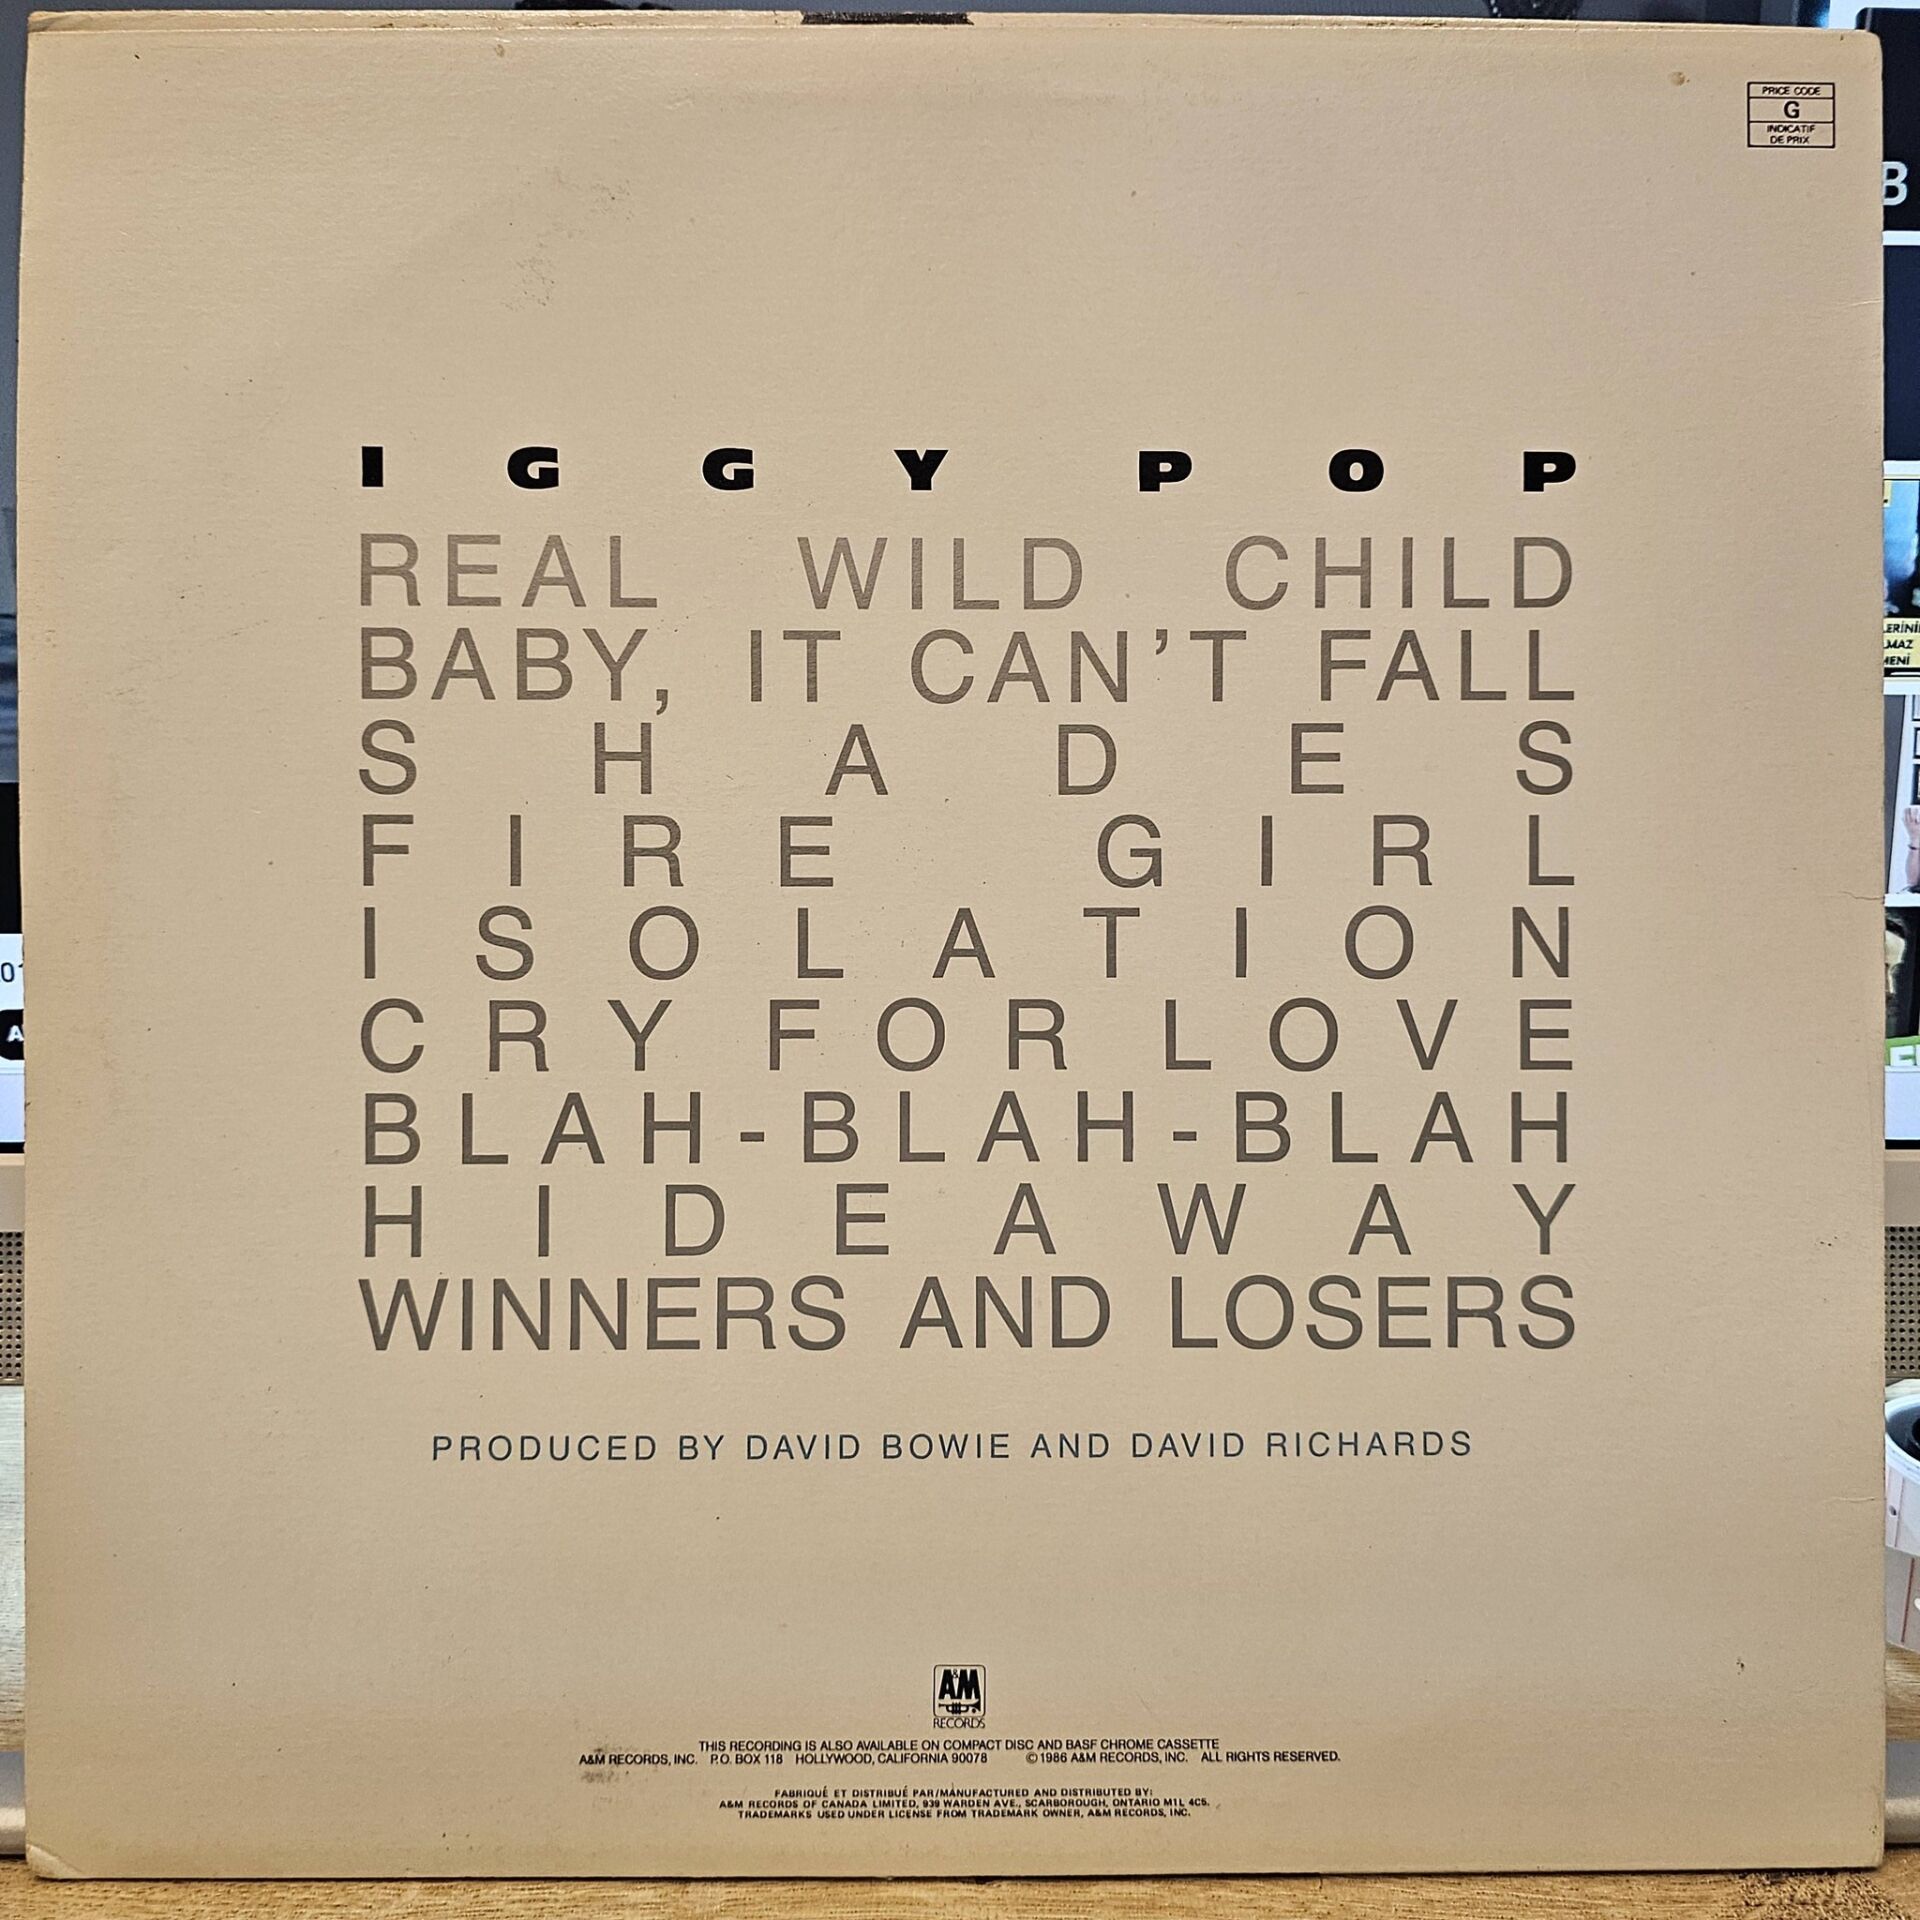 PRICE CODE
G
INDICATIF
DE PRIX
IGGY POP
REAL WILD CHILD
BABY, IT CAN'T FALL
SHADES
FIRE GIRL
ISOLATION
CRY FOR LOVE
BLAH-BLAH-BLAH
HIDEAWAY
WINNERS AND LOSERS
PRODUCED BY DAVID BOWIE AND DAVID RICHARDS
A&M
RECORDS
THIS RECORDING IS ALSO AVAILABLE ON COMPACT DISC AND BASF CHROME CASSETTE
A&M RECORDS, INC. P.O. BOX 118 HOLLYWOOD, CALIFORNIA 90078 ©1986 A&M RECORDS, INC. ALL RIGHTS RESERVED.
FABRIQUÉ ET DISTRIBUÉ PAR/MANUFACTURED AND DISTRIBUTED BY:
A&M RECORDS OF CANADA LIMITED, 939 WARDEN AVE., SCARBOROUGH, ONTARIO M1L 4C5.
TRADEMARKS USED UNDER LICENSE FROM TRADEMARK OWNER, A&M RECORDS, INC.